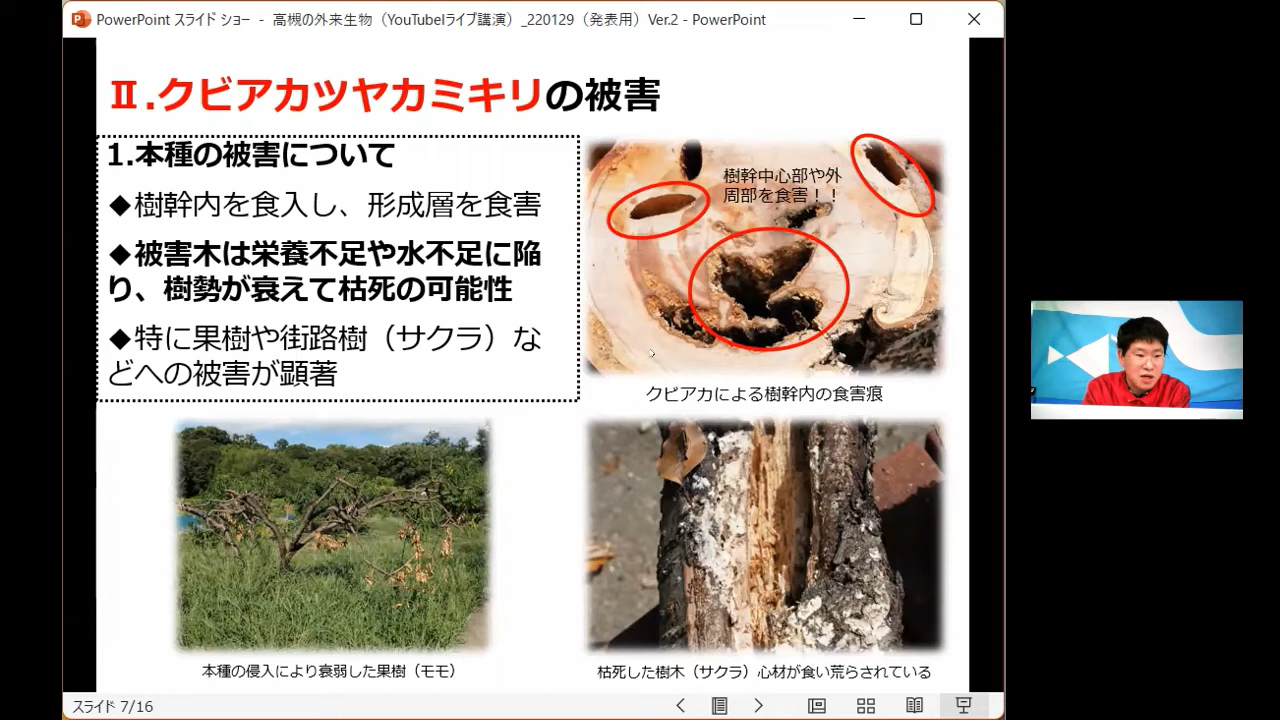 PowerPoint スライド ショー - 高槻の外来生物（YouTubeライブ講演）_220129（発表用）Ver.2 - PowerPoint
Ⅱ.クビアカツヤカミキリの被害
1.本種の被害について
◆樹幹内を食入し、形成層を食害
◆被害木は栄養不足や水不足に陥
り、樹勢が衰えて枯死の可能性
◆特に果樹や街路樹（サクラ）な
どへの被害が顕著
樹幹中心部や外
周部を食害！！
クビアカによる樹幹内の食害痕
本種の侵入により衰弱した果樹（モモ）
枯死した樹木（サクラ）心材が食い荒らされている
スライド 7/16